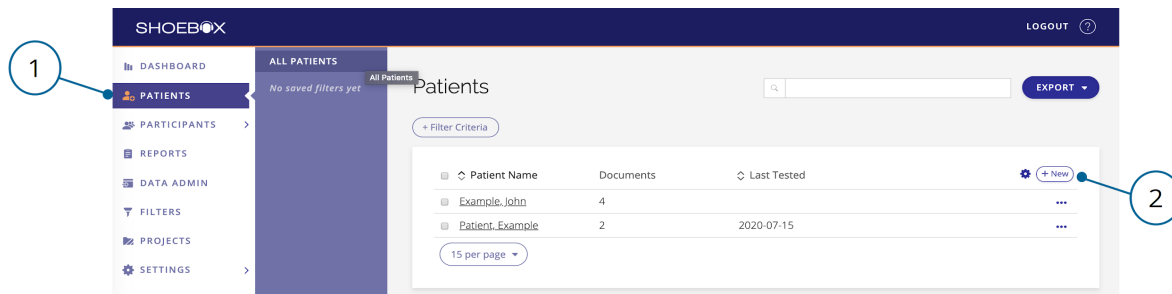 SHOEBOX
LOGOUT ?
1
DASHBOARD
PATIENTS
PARTICIPANTS >
REPORTS
DATA ADMIN
FILTERS
PROJECTS
SETTINGS >
ALL PATIENTS
All Patients
No saved filters yet
Patients
EXPORT
+ Filter Criteria
Patient Name Documents Last Tested + New
Example, John 4 •••
Patient, Example 2 2020-07-15 •••
15 per page
2